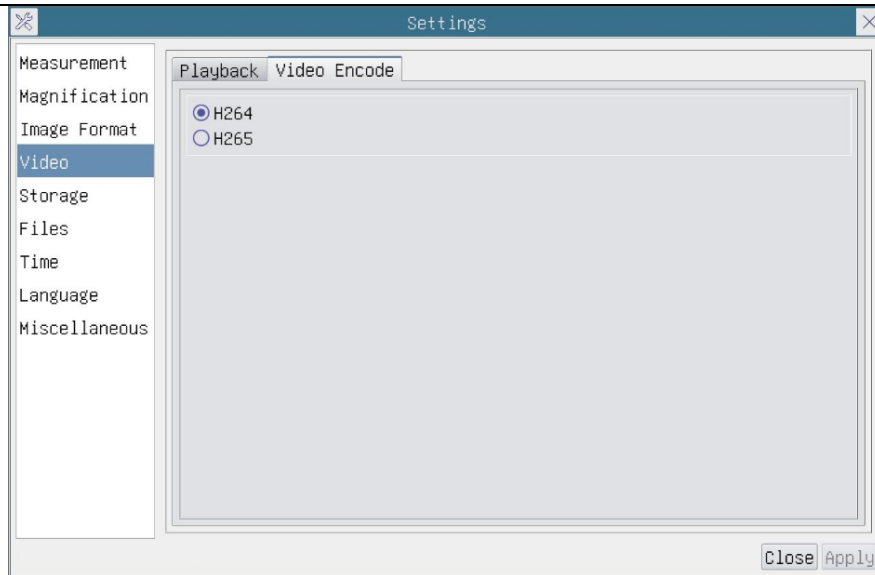 Settings
Measurement
Magnification
Image Format
Video
Storage
Files
Time
Language
Miscellaneous
Playback Video Encode
H264
H265
Close Apply